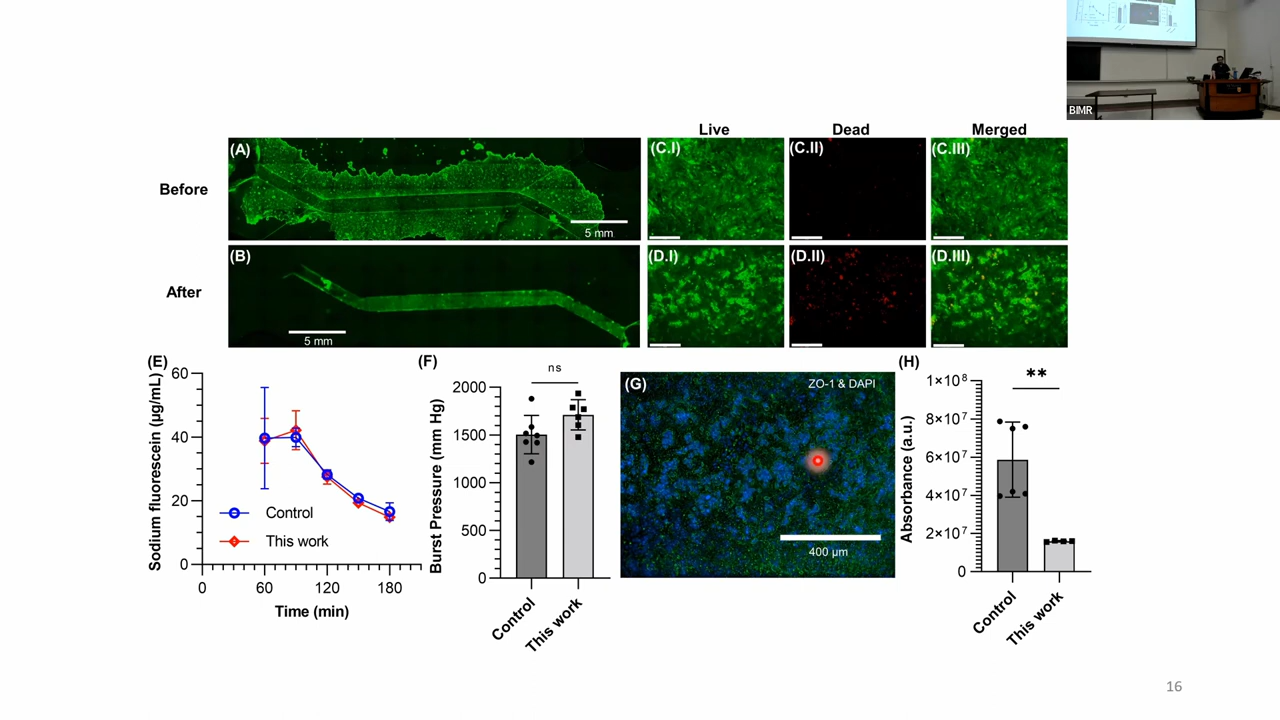 BIMR
Live
Dead
Merged
Before
(A)
5 mm
(C.I)
(C.II)
(C.III)
After
(B)
5 mm
(D.I)
(D.II)
(D.III)
(E)
Sodium fluorescein (µg/mL)
60
40
20
0
Control
This work
0
60
120
180
Time (min)
(F)
Burst Pressure (mm Hg)
2000
1500
1000
500
0
ns
Control
This work
(G)
ZO-1 & DAPI
400 µm
(H)
Absorbance (a.u.)
1×10⁸
8×10⁷
6×10⁷
4×10⁷
2×10⁷
0
**
Control
This work
16